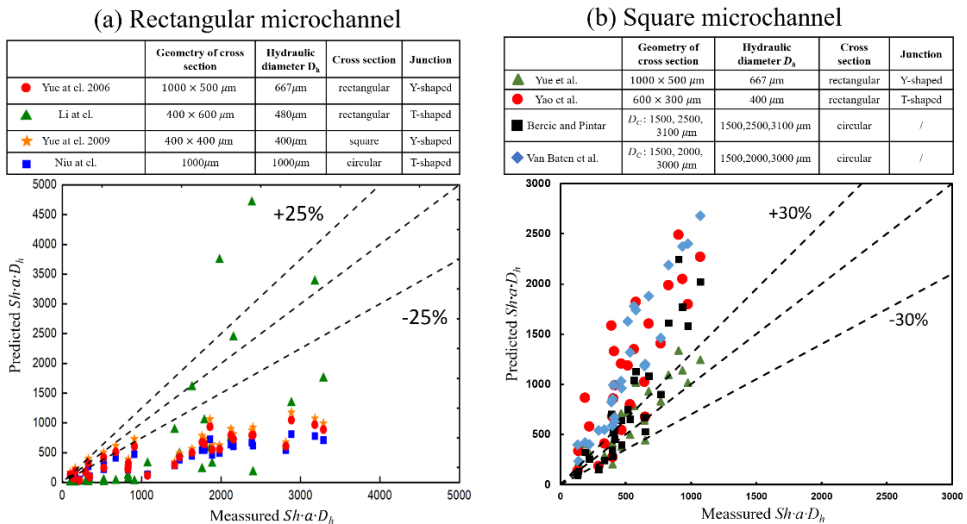 (a) Rectangular microchannel
Geometry of cross section Hydraulic diameter Dₕ Cross section Junction
Yue at cel. 2006 1000 × 500 μm 667μm rectangular Y-shaped
Li at cel. 400 × 600 μm 480μm rectangular T-shaped
Yue at cel. 2009 400 × 400 μm 400μm square Y-shaped
Niu at cel. 1000μm 1000μm circular T-shaped
5000
4500
4000
3500
3000
2500
2000
1500
1000
500
0
Predicted Sh·a·Dₕ
+25%
-25%
0 1000 2000 3000 4000 5000
Meassured Sh·a·Dₕ
(b) Square microchannel
Geometry of cross section Hydraulic diameter Dₕ Cross section Junction
Yue et al. 1000 × 500 μm 667 μm rectangular Y-shaped
Yao et al. 600 × 300 μm 400 μm rectangular T-shaped
Bercic and Pintar D_C: 1500, 2500, 3100 μm 1500,2500,3100 μm circular /
Van Baten et al. D_C: 1500, 2000, 3000 μm 1500,2000,3000 μm circular /
3000
2500
2000
1500
1000
500
0
Predicted Sh·a·Dₕ
+30%
-30%
0 500 1000 1500 2000 2500 3000
Meassured Sh·a·Dₕ